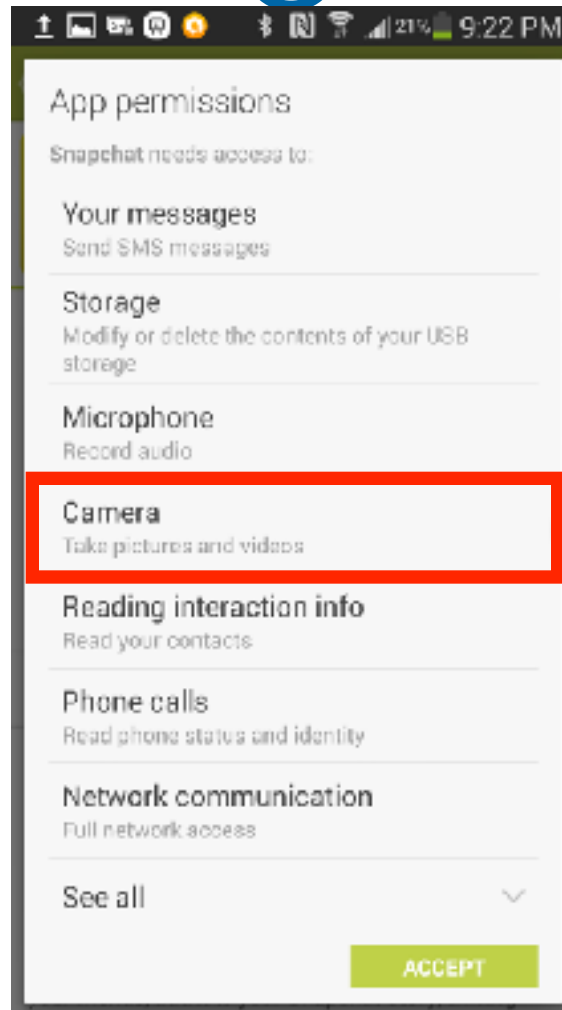 21% 9:22 PM
App permissions
Snapchat needs access to:
Your messages
Send SMS messages
Storage
Modify or delete the contents of your USB
storage
Microphone
Record audio
Camera
Take pictures and videos
Reading interaction info
Read your contacts
Phone calls
Read phone status and identity
Network communication
Full network access
See all
ACCEPT